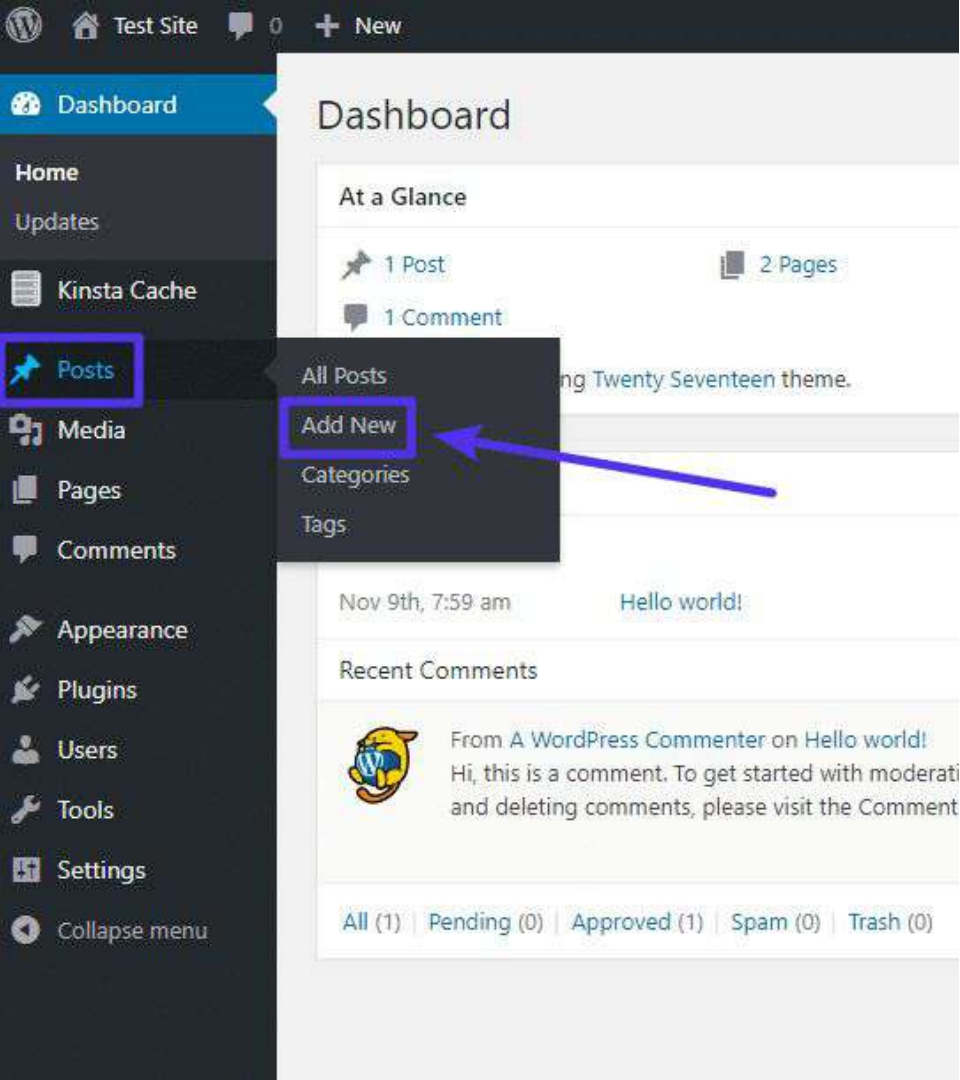 Test Site 0 New
Dashboard
Home
Updates
Kinsta Cache
Posts
Media
Pages
Comments
Appearance
Plugins
Users
Tools
Settings
Collapse menu
All Posts
Add New
Categories
Tags
Dashboard
At a Glance
1 Post 2 Pages
1 Comment
ng Twenty Seventeen theme.
Nov 9th, 7:59 am Hello world!
Recent Comments
From A WordPress Commenter on Hello world!
Hi, this is a comment. To get started with moderati
and deleting comments, please visit the Comment
All (1) | Pending (0) | Approved (1) | Spam (0) | Trash (0)